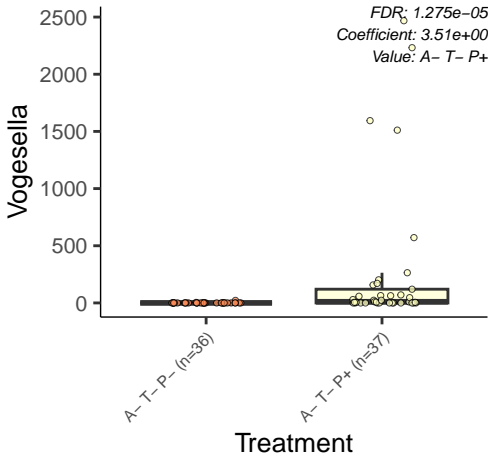 FDR: 1.275e−05
Coefficient: 3.51e+00
Value: A− T− P+
2500
2000
1500
1000
500
0
Vogesella
A− T− P− (n=36)
A− T− P+ (n=37)
Treatment